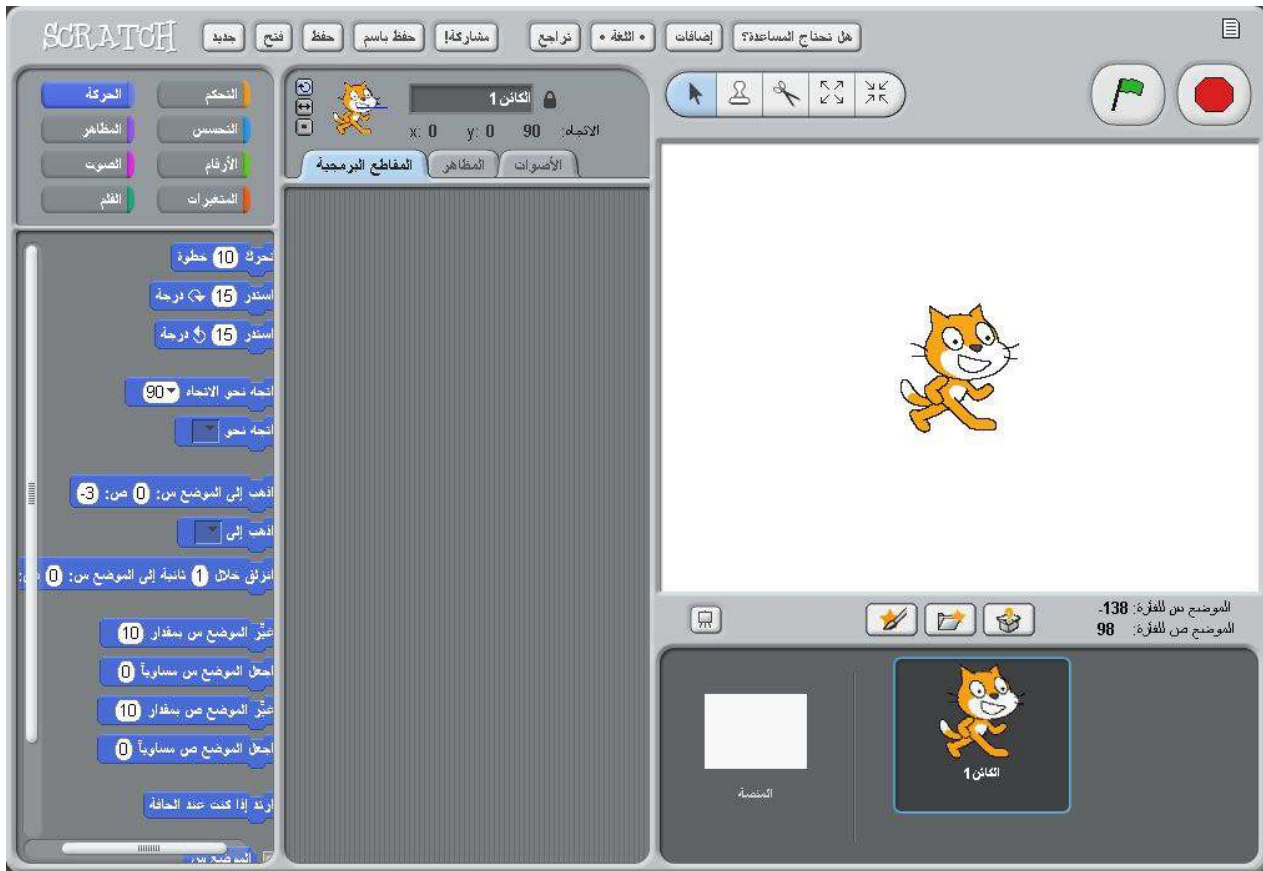 SCRATCH
جديد
فتح
حفظ
حفظ باسم
مشاركة!
تراجع
• اللغة •
إضافات
هل تحتاج المساعدة؟
الحركة
التحكم
المظاهر
التحسس
الصوت
الأرقام
القلم
المتغيرات
الكائن1
x: 0 y: 0 90 الاتجاه:
المقاطع البرمجية
المظاهر
الأصوات
تحرك 10 خطوة
استدر 15 درجة
استدر 15 درجة
اتجه نحو الاتجاه 90
اتجه نحو
اذهب إلى الموضع س: 0 ص: -3
اذهب إلى
انزلق خلال 1 ثانية إلى الموضع س: 0 ص:
غيّر الموضع س بمقدار 10
اجعل الموضع س مساوياً 0
غيّر الموضع ص بمقدار 10
اجعل الموضع ص مساوياً 0
ارتد إذا كنت عند الحافة
الموضع س
الموضع س للفأرة: -138
الموضع ص للفأرة: 98
الكائن1
المنصة